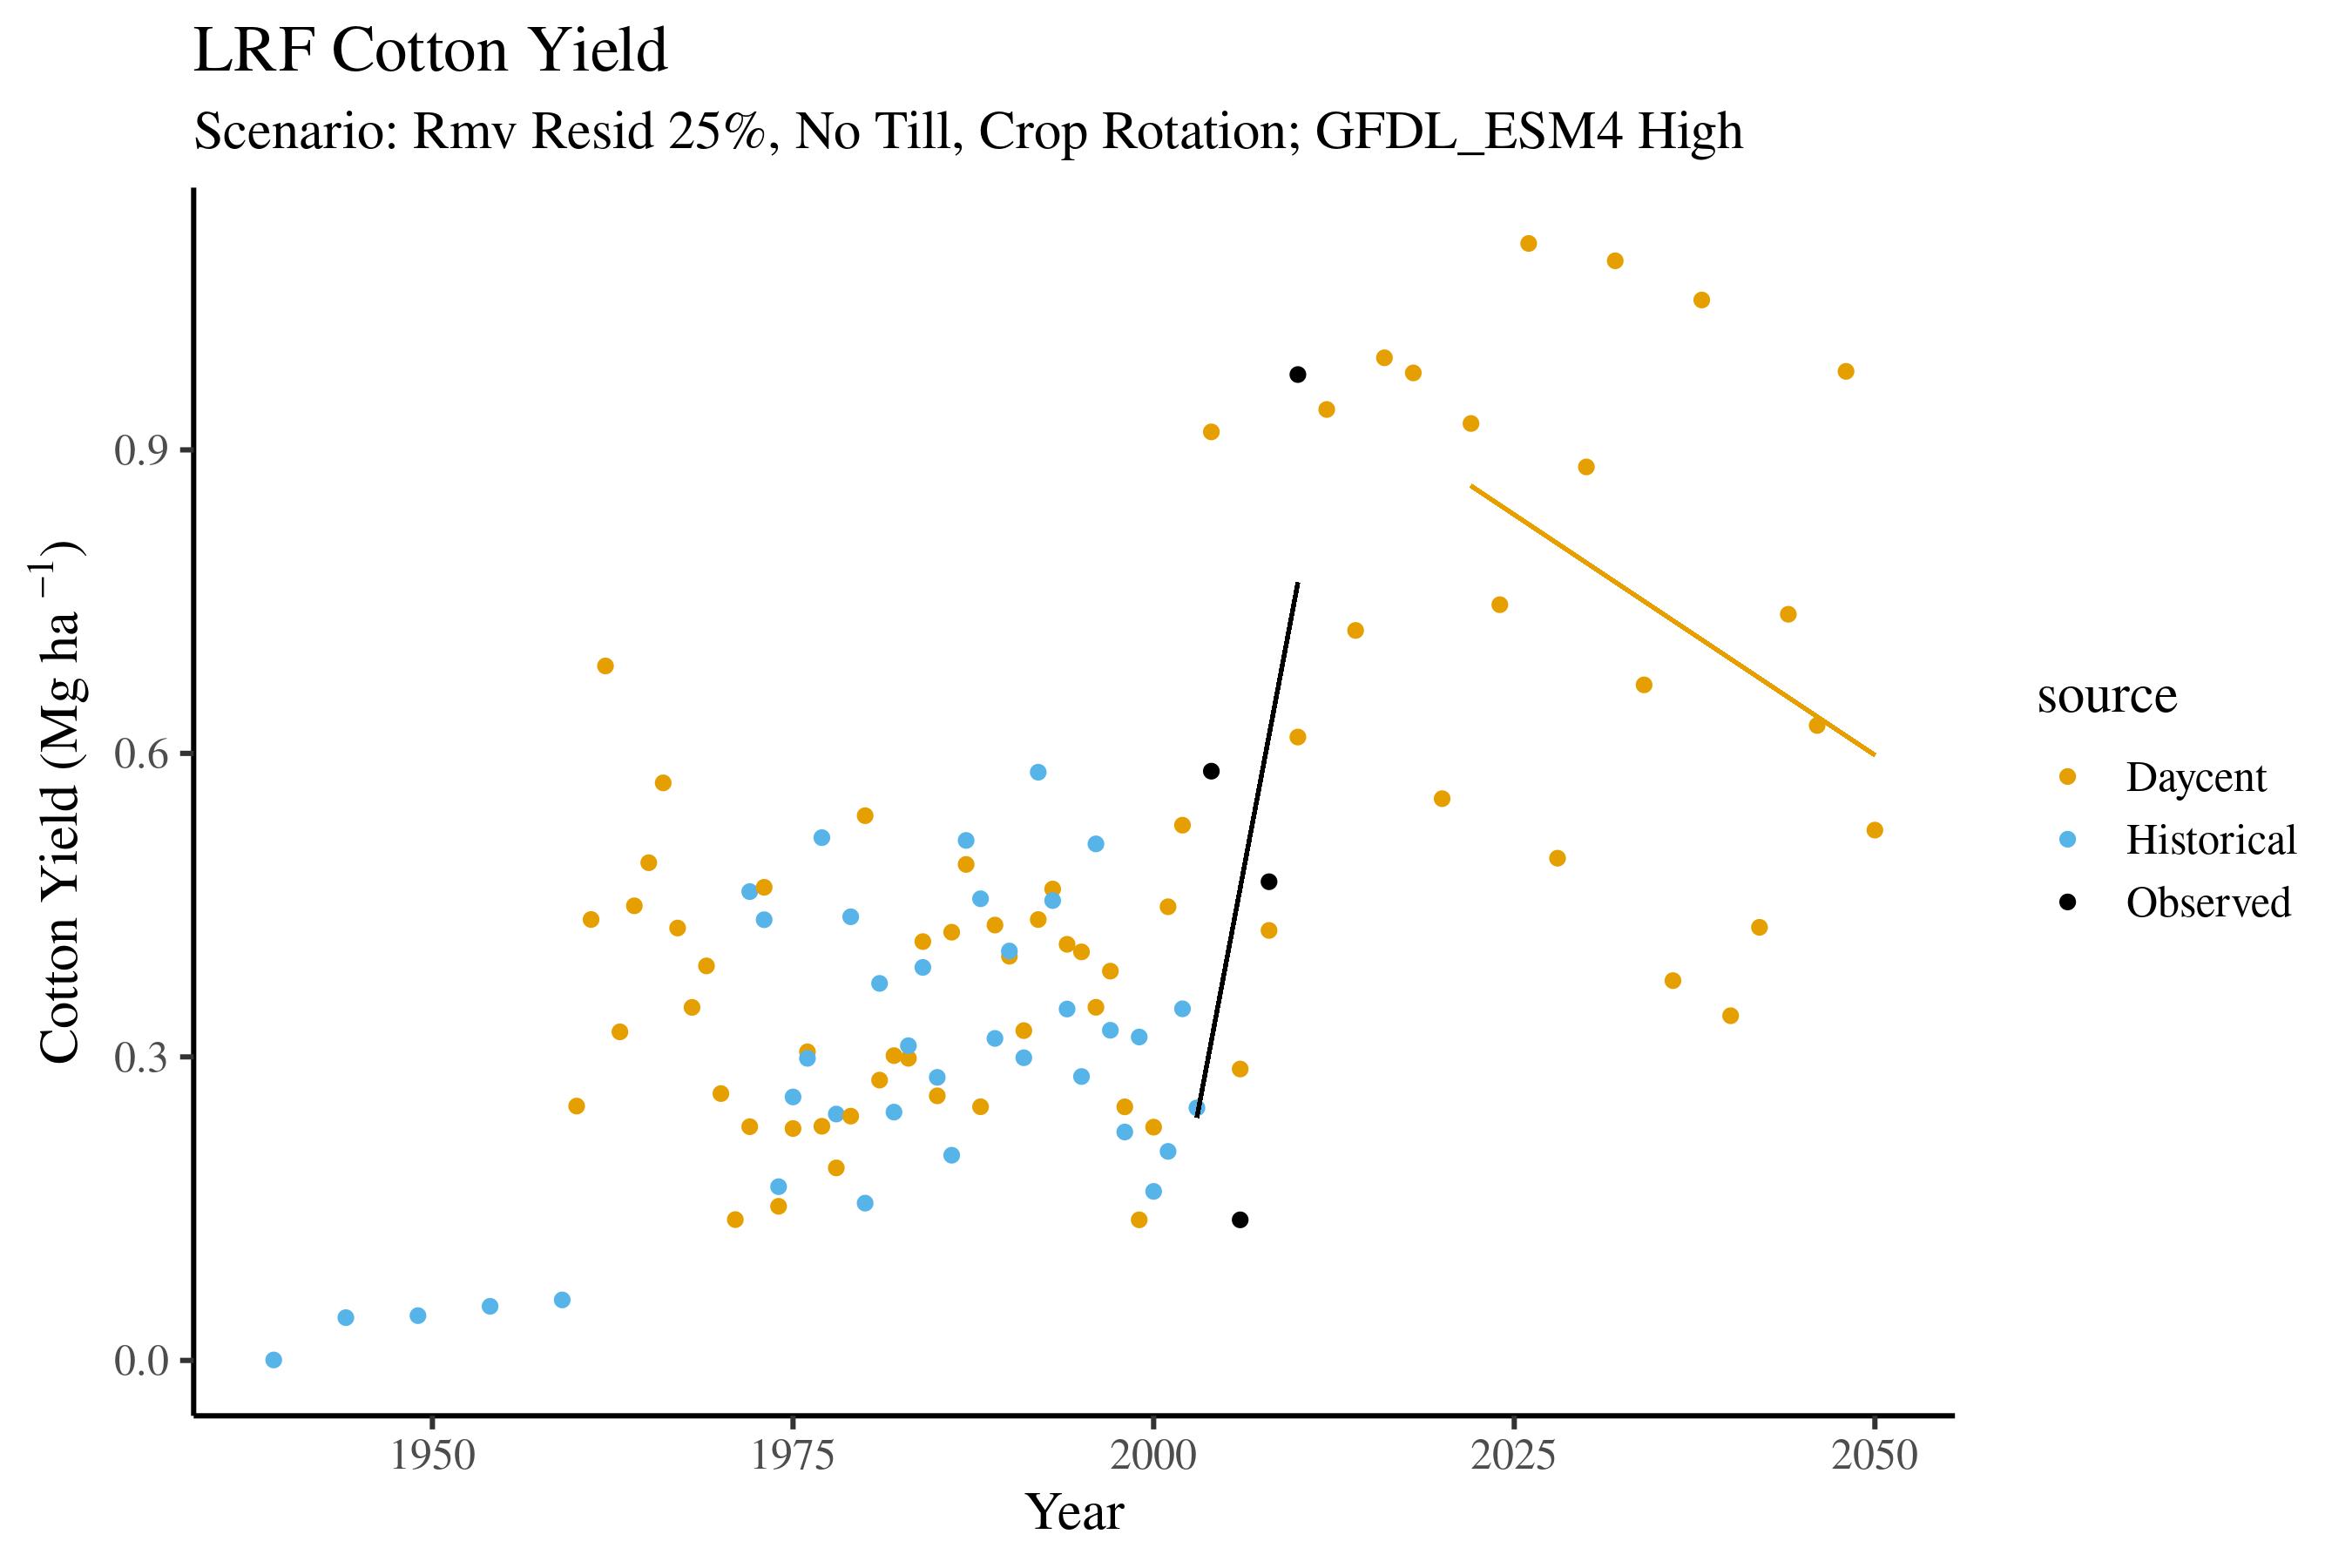 LRF Cotton Yield
Scenario: Rmv Resid 25%, No Till, Crop Rotation; GFDL_ESM4 High
Cotton Yield (Mg ha −1)
0.9
0.6
0.3
0.0
1950 1975 2000 2025 2050
Year
source
Daycent
Historical
Observed